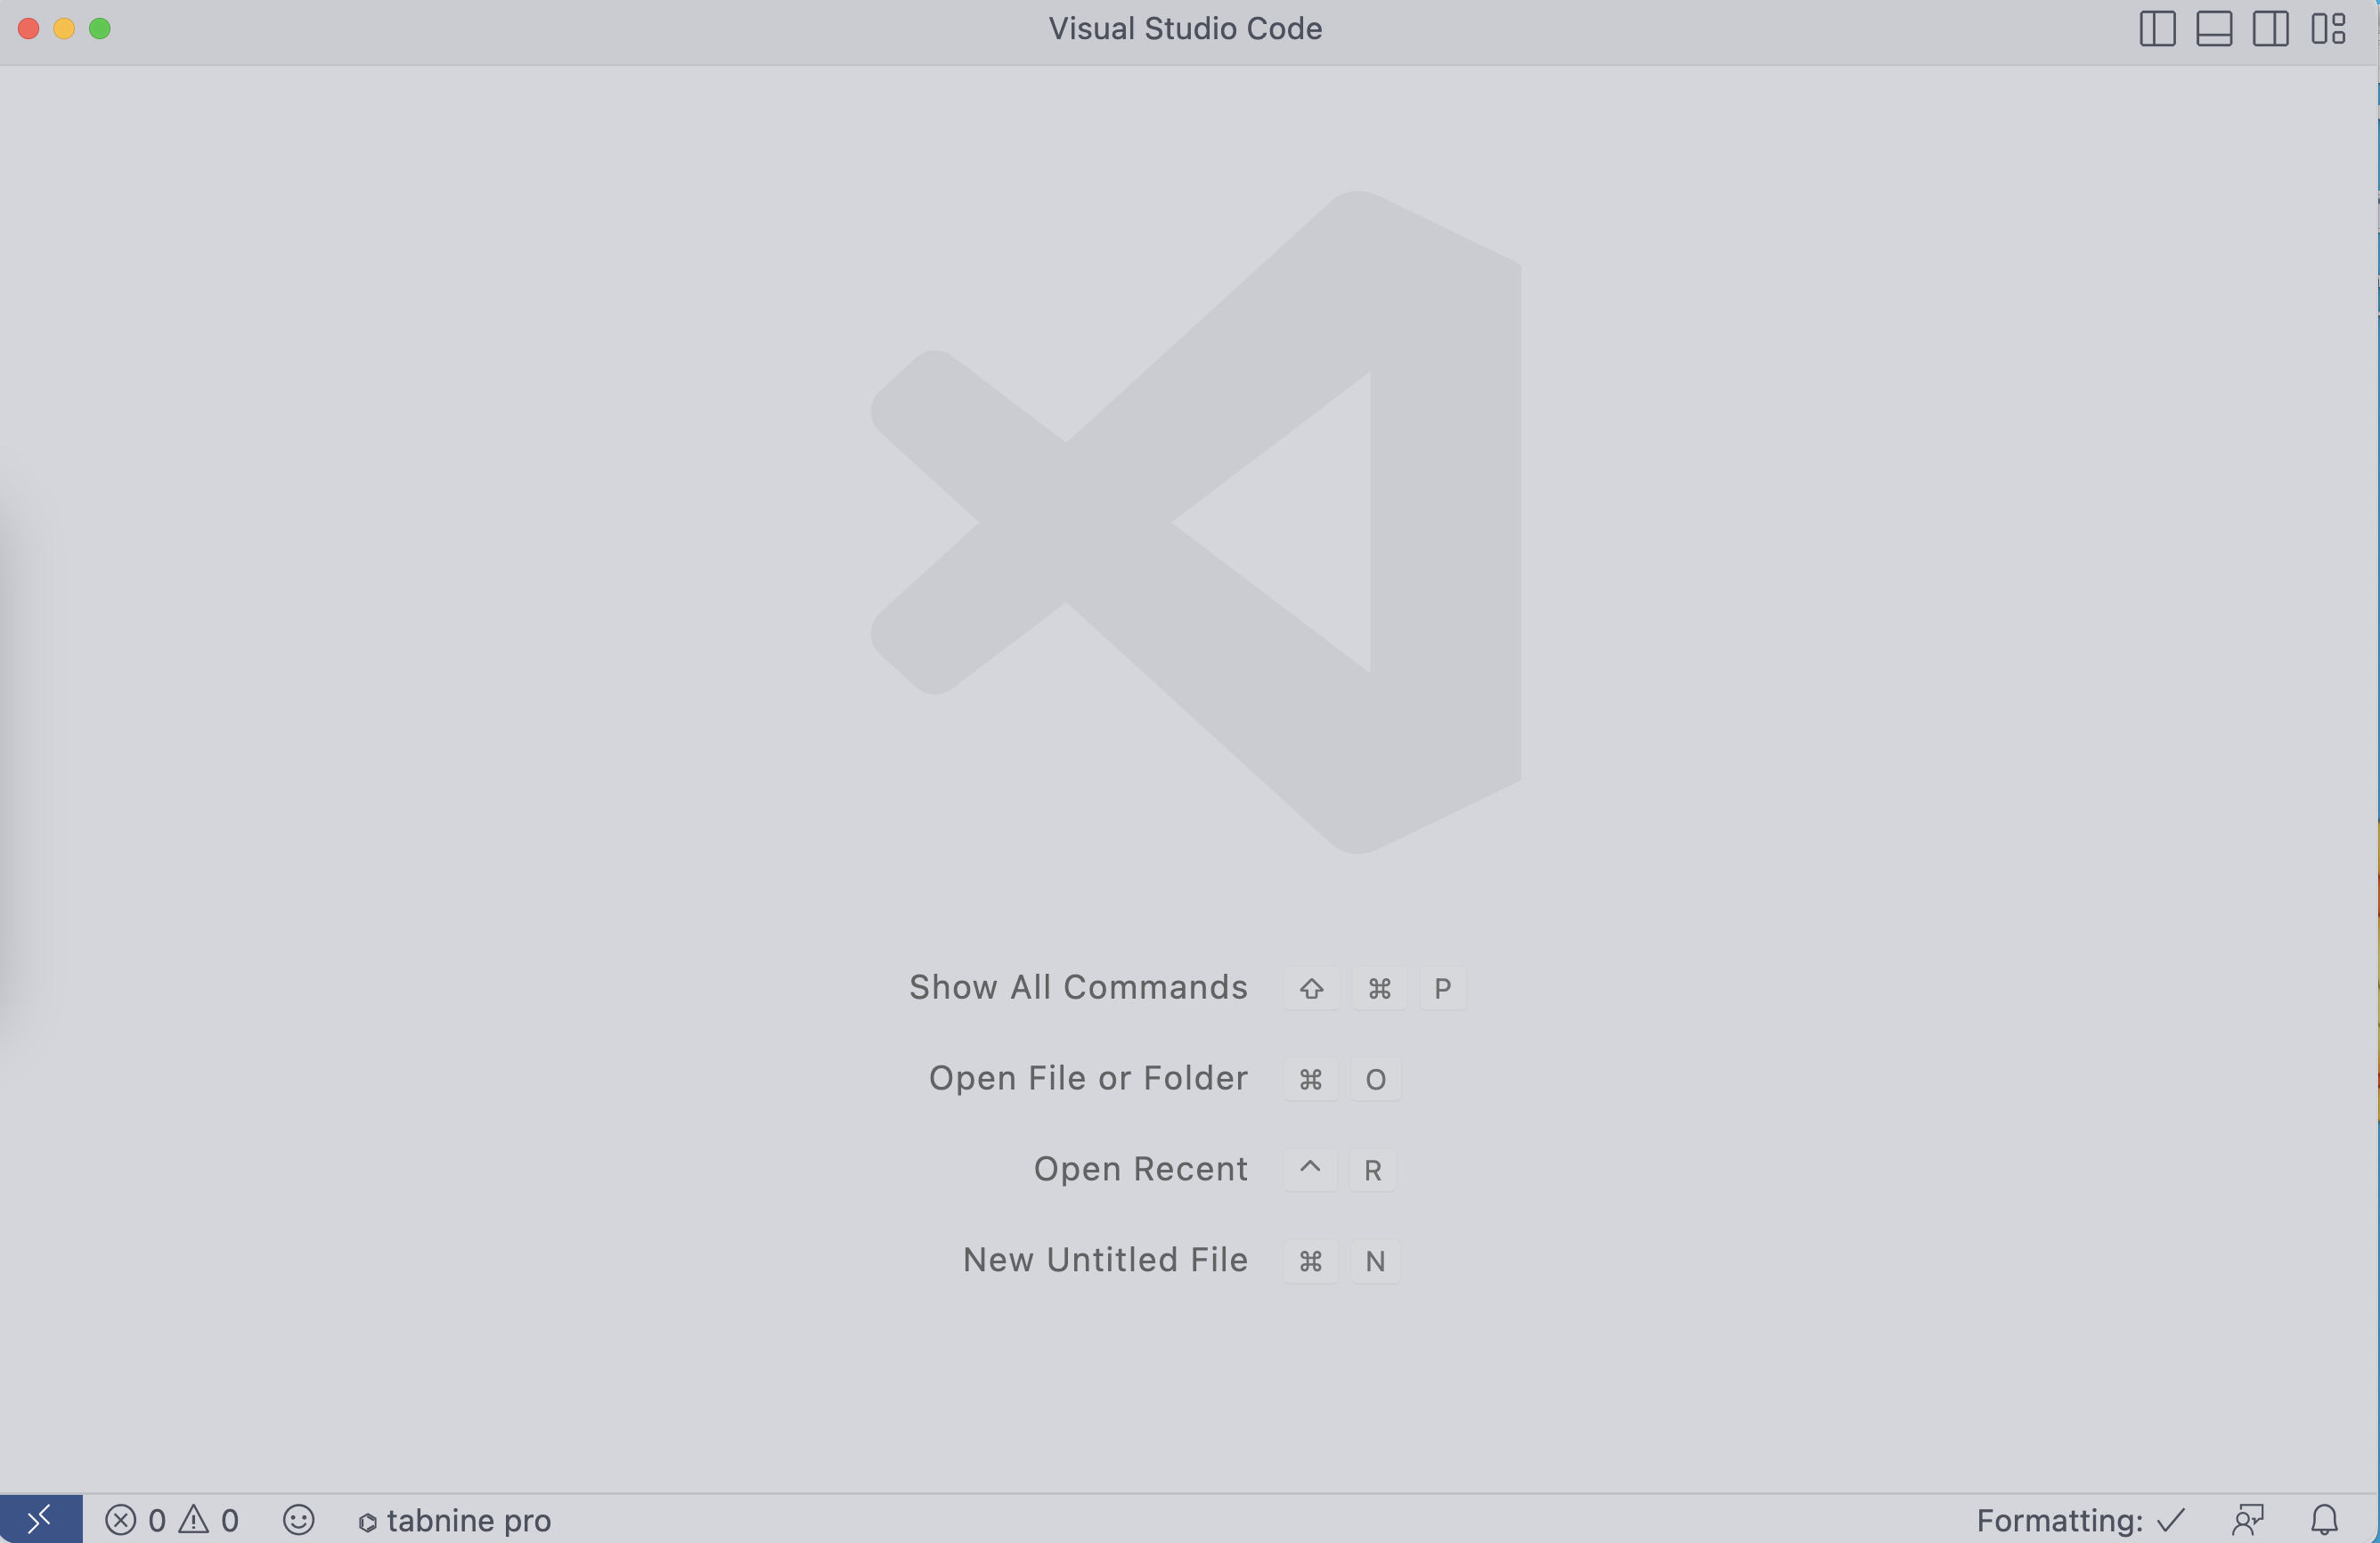 Visual Studio Code
Show All Commands ⇧ ⌘ P
Open File or Folder ⌘ O
Open Recent ^ R
New Untitled File ⌘ N
0 0 tabnine pro Formatting: ✓